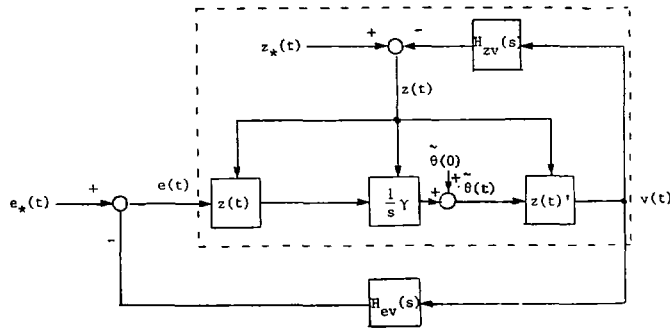 z*(t)
+
-
H_zv(s)
z(t)
~θ(0)
+
e*(t)
+
e(t)
z(t)
1/s γ
+
~θ(t)
z(t)'
v(t)
-
H_ev(s)